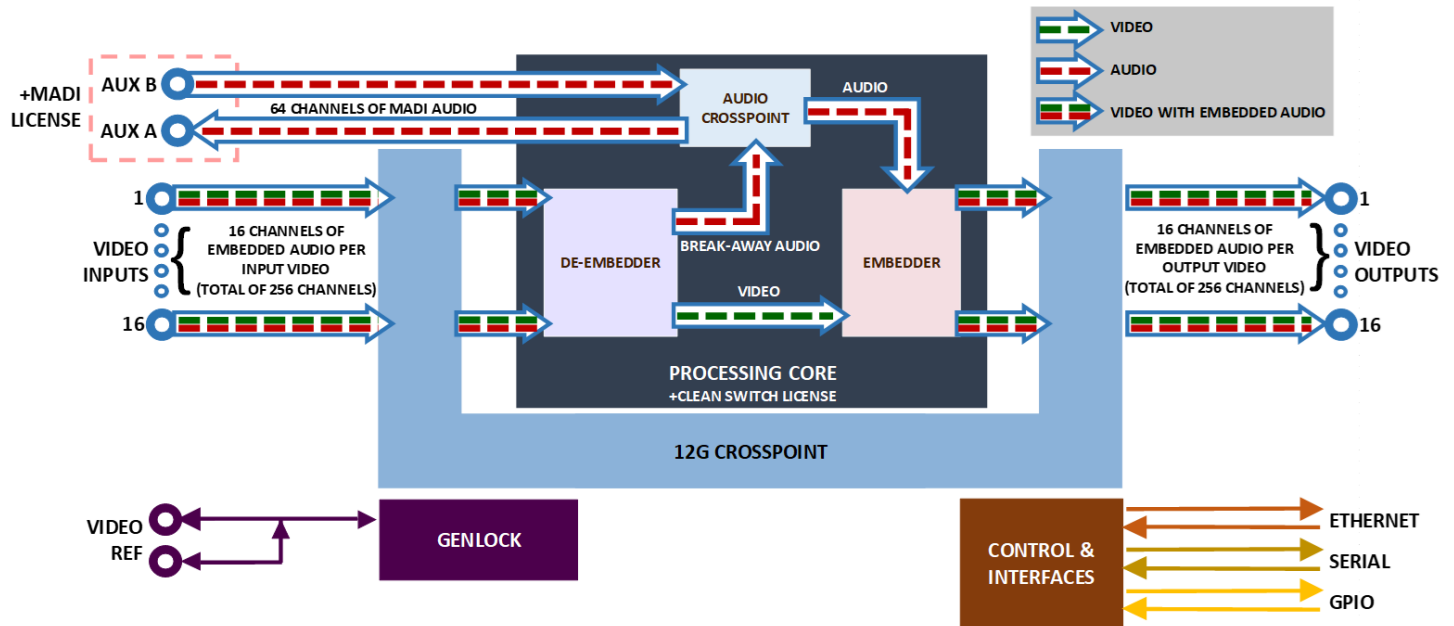 +MADI
LICENSE
AUX B
AUX A
64 CHANNELS OF MADI AUDIO
AUDIO
CROSSPOINT
AUDIO
VIDEO
AUDIO
VIDEO WITH EMBEDDED AUDIO
1
VIDEO
INPUTS
16
16 CHANNELS OF
EMBEDDED AUDIO PER
INPUT VIDEO
(TOTAL OF 256 CHANNELS)
DE-EMBEDDER
BREAK-AWAY AUDIO
VIDEO
EMBEDDER
16 CHANNELS OF
EMBEDDED AUDIO PER
OUTPUT VIDEO
(TOTAL OF 256 CHANNELS)
1
VIDEO
OUTPUTS
16
PROCESSING CORE
+CLEAN SWITCH LICENSE
12G CROSSPOINT
VIDEO
REF
GENLOCK
CONTROL &
INTERFACES
ETHERNET
SERIAL
GPIO